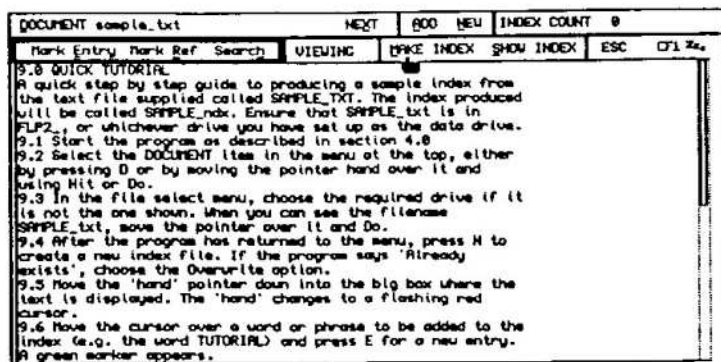 DOCUMENT sample_txt NEXT ADD NEW INDEX COUNT 0
Mark Entry Mark Ref Search VIEWING MAKE INDEX SHOW INDEX ESC CF1 Zz
9.0 QUICK TUTORIAL
A quick step by step guide to producing a sample index from
the text file supplied called SAMPLE_TXT. The index produced
will be called SAMPLE_ndx. Ensure that SAMPLE_txt is in
FLP2_, or whichever drive you have set up as the data drive.
9.1 Start the program as described in section 4.0
9.2 Select the DOCUMENT item in the menu at the top, either
by pressing D or by moving the pointer hand over it and
using Hit or Do.
9.3 In the file select menu, choose the required drive if it
is not the one shown. When you can see the filename
SAMPLE_txt, move the pointer over it and Do.
9.4 After the program has returned to the menu, press N to
create a new index file. If the program says 'Already
exists', choose the Overwrite option.
9.5 Move the 'hand' pointer down into the big box where the
text is displayed. The 'hand' changes to a flashing red
cursor.
9.6 Move the cursor over a word or phrase to be added to the
index (e.g. the word TUTORIAL) and press E for a new entry.
A green marker appears.